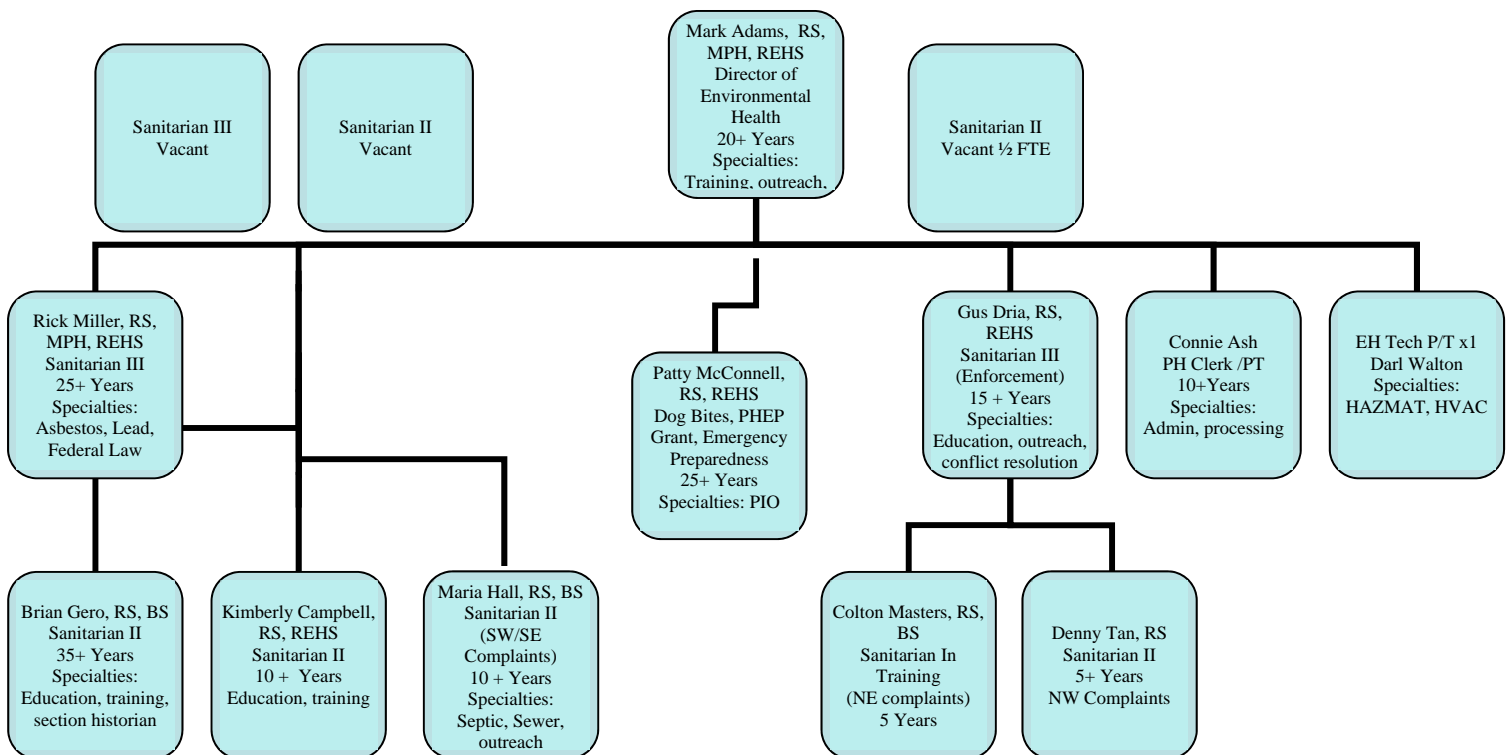 Mark Adams, RS,
MPH, REHS
Director of
Environmental
Health
20+ Years
Specialties:
Training, outreach,
Sanitarian III
Vacant
Sanitarian II
Vacant
Sanitarian II
Vacant ½ FTE
Rick Miller, RS,
MPH, REHS
Sanitarian III
25+ Years
Specialties:
Asbestos, Lead,
Federal Law
Patty McConnell,
RS, REHS
Dog Bites, PHEP
Grant, Emergency
Preparedness
25+ Years
Specialties: PIO
Gus Dria, RS,
REHS
Sanitarian III
(Enforcement)
15 + Years
Specialties:
Education, outreach,
conflict resolution
Connie Ash
PH Clerk /PT
10+Years
Specialties:
Admin, processing
EH Tech P/T x1
Darl Walton
Specialties:
HAZMAT, HVAC
Brian Gero, RS, BS
Sanitarian II
35+ Years
Specialties:
Education, training,
section historian
Kimberly Campbell,
RS, REHS
Sanitarian II
10 + Years
Education, training
Maria Hall, RS, BS
Sanitarian II
(SW/SE
Complaints)
10 + Years
Specialties:
Septic, Sewer,
outreach
Colton Masters, RS,
BS
Sanitarian In
Training
(NE complaints)
5 Years
Denny Tan, RS
Sanitarian II
5+ Years
NW Complaints